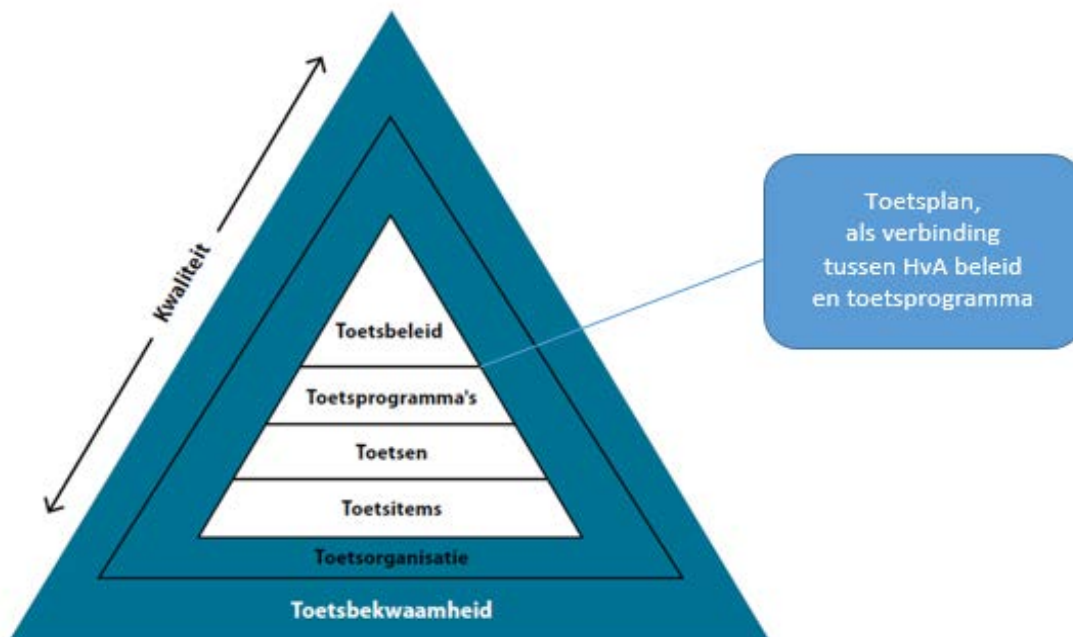 Kwaliteit
Toetsbeleid
Toetsprogramma's
Toetsen
Toetsitems
Toetsorganisatie
Toetsbekwaamheid
Toetsplan,
als verbinding
tussen HvA beleid
en toetsprogramma